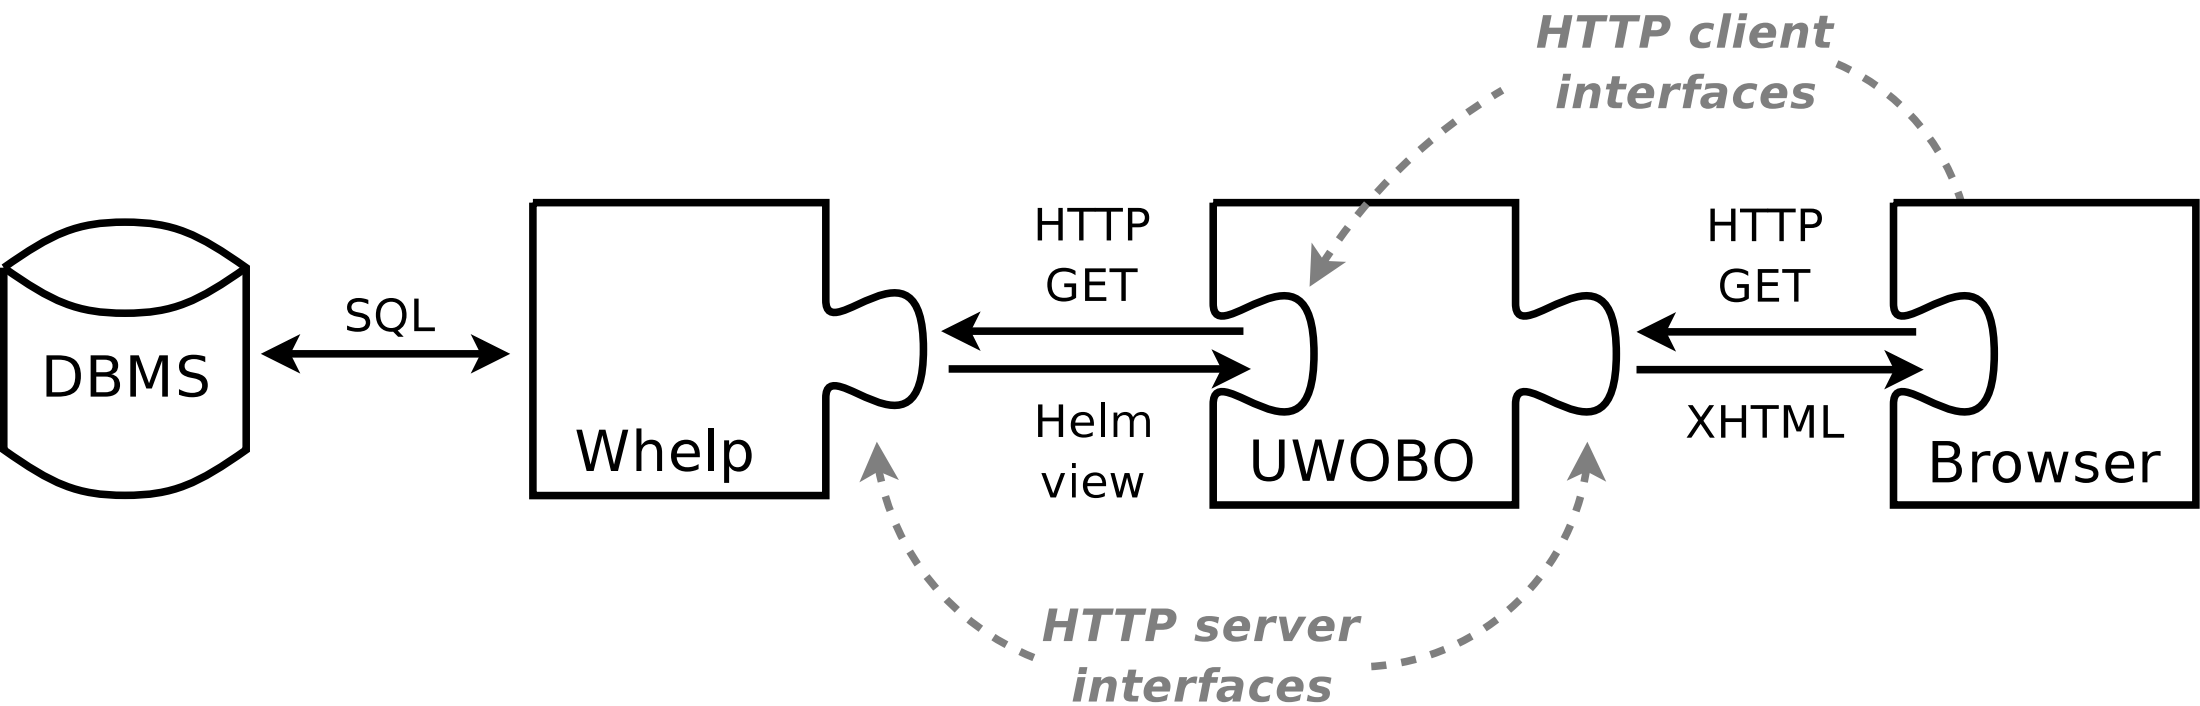 HTTP client
interfaces
HTTP
GET
HTTP
GET
SQL
DBMS
Whelp
Helm
view
UWOBO
XHTML
Browser
HTTP server
interfaces